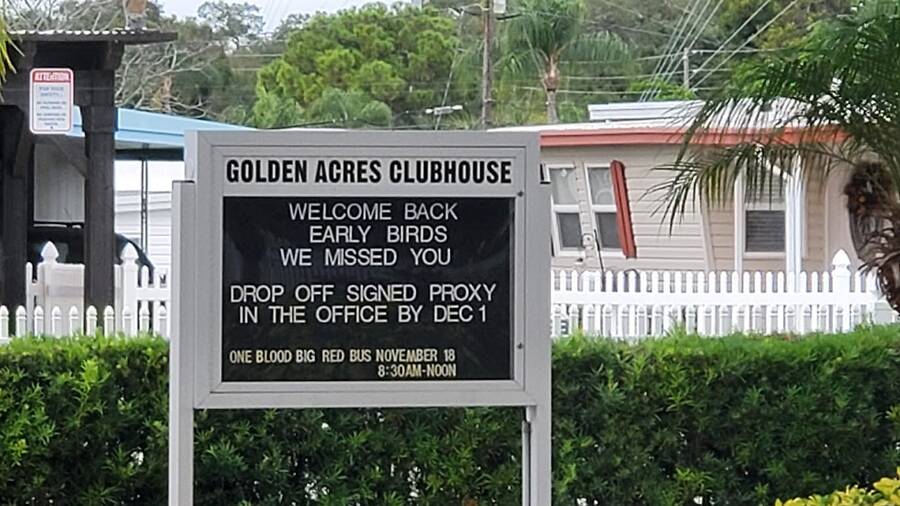 ATTENTION
GOLDEN ACRES CLUBHOUSE
WELCOME BACK
EARLY BIRDS
WE MISSED YOU
DROP OFF SIGNED PROXY
IN THE OFFICE BY DEC 1
ONE BLOOD BIG RED BUS NOVEMBER 18
8:30AM-NOON